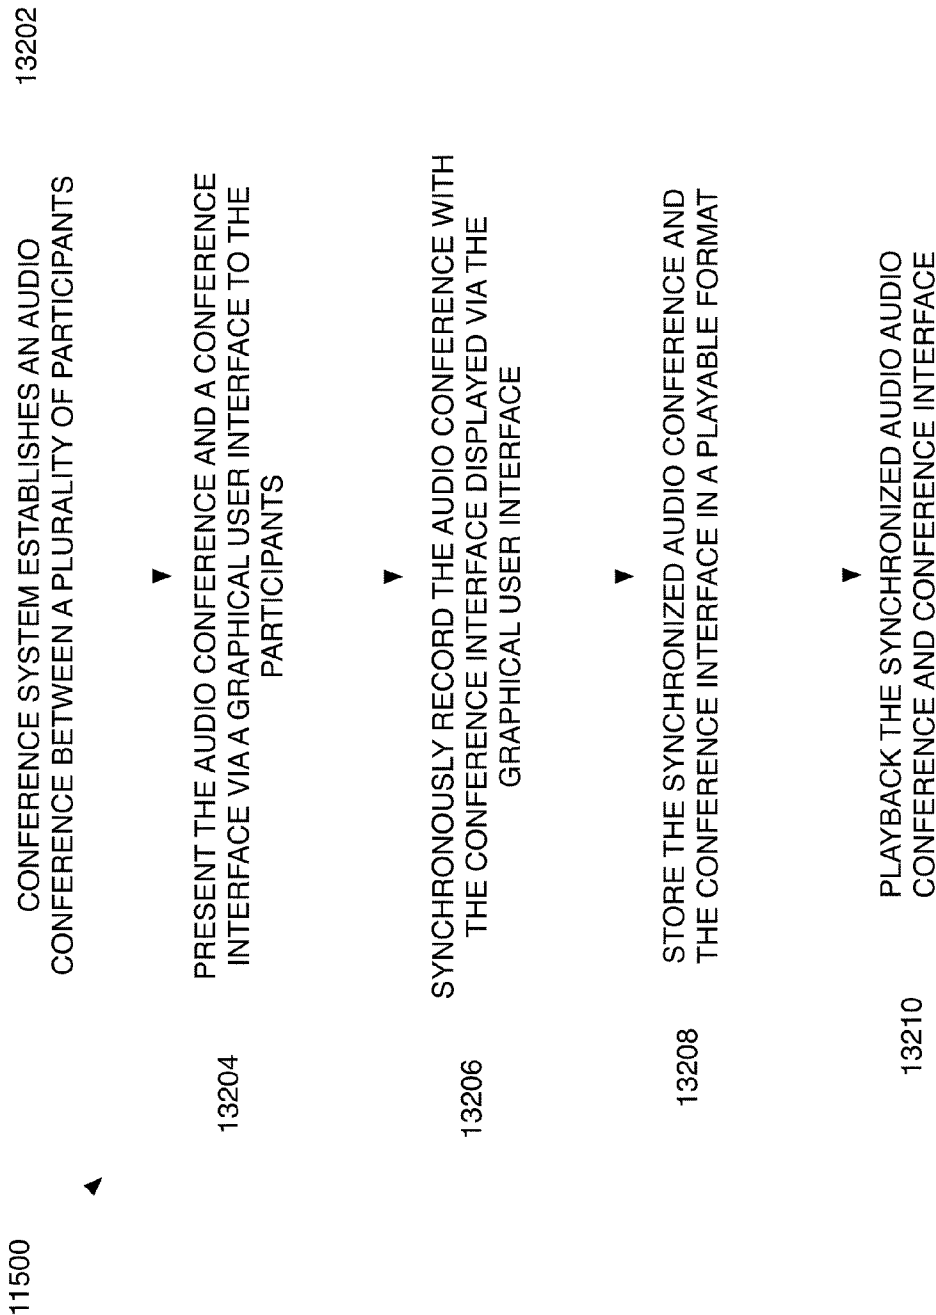 11500
13202
CONFERENCE SYSTEM ESTABLISHES AN AUDIO
CONFERENCE BETWEEN A PLURALITY OF PARTICIPANTS
13204
PRESENT THE AUDIO CONFERENCE AND A CONFERENCE
INTERFACE VIA A GRAPHICAL USER INTERFACE TO THE
PARTICIPANTS
13206
SYNCHRONOUSLY RECORD THE AUDIO CONFERENCE WITH
THE CONFERENCE INTERFACE DISPLAYED VIA THE
GRAPHICAL USER INTERFACE
13208
STORE THE SYNCHRONIZED AUDIO CONFERENCE AND
THE CONFERENCE INTERFACE IN A PLAYABLE FORMAT
13210
PLAYBACK THE SYNCHRONIZED AUDIO AUDIO
CONFERENCE AND CONFERENCE INTERFACE